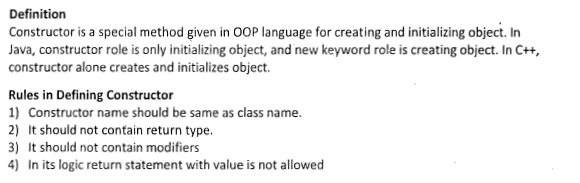 Definition
Constructor is a special method given in OOP language for creating and initializing object. In
Java, constructor role is only initializing object, and new keyword role is creating object. In C++,
constructor alone creates and initializes object.
Rules in Defining Constructor
1) Constructor name should be same as class name.
2) It should not contain return type.
3) It should not contain modifiers
4) In its logic return statement with value is not allowed